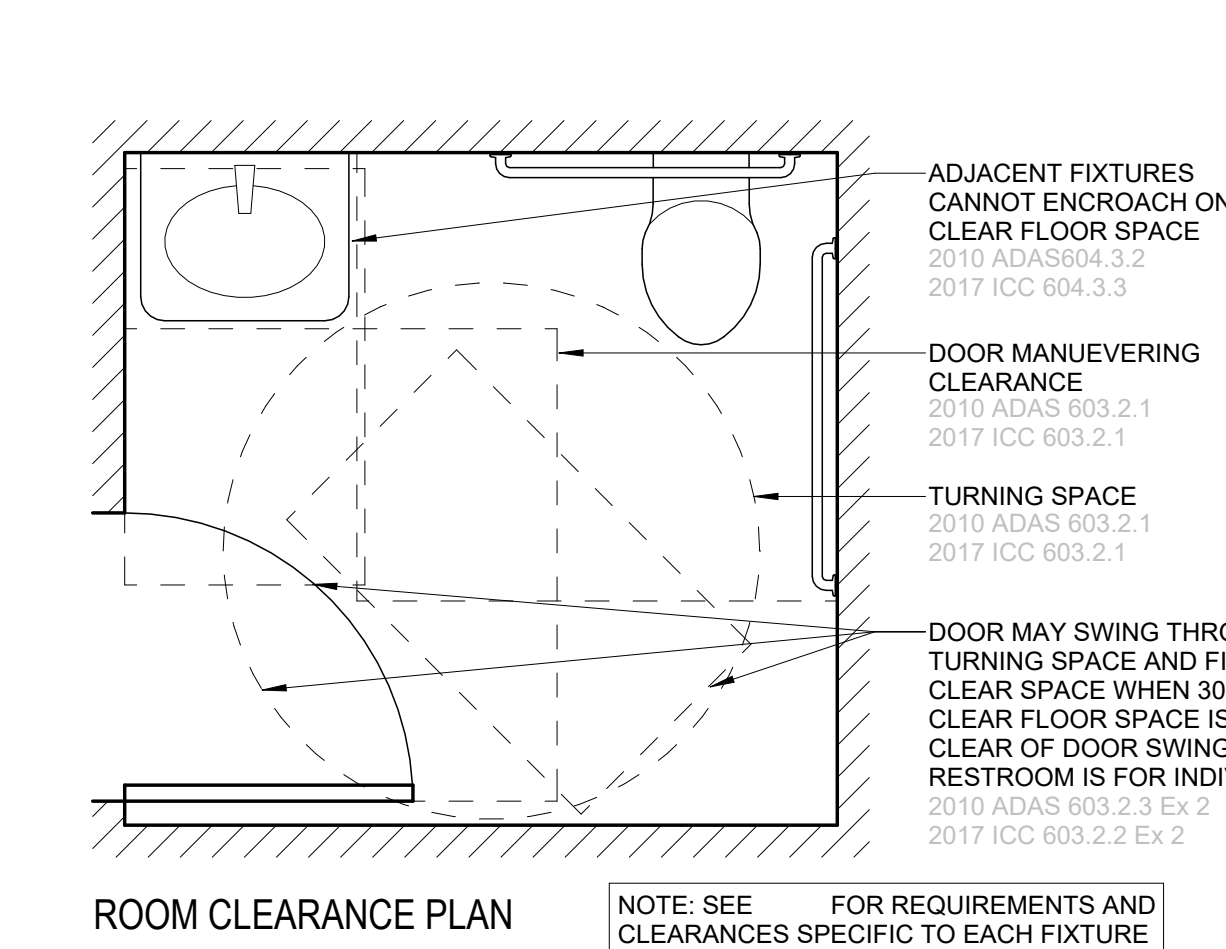 ADJACENT FIXTURES
CANNOT ENCROACH ON
CLEAR FLOOR SPACE
2010 ADAS604.3.2
2017 ICC 604.3.3
DOOR MANUEVERING
CLEARANCE
2010 ADAS 603.2.1
2017 ICC 603.2.1
TURNING SPACE
2010 ADAS 603.2.1
2017 ICC 603.2.1
DOOR MAY SWING
TURNING SPACE AND
CLEAR SPACE WHEN 30
CLEAR FLOOR SPACE IS
CLEAR OF DOOR SWING
RESTROOM IS FOR
2010 ADAS 603.2.3 Ex 2
2017 ICC 603.2.2 Ex 2
ROOM CLEARANCE PLAN
NOTE: SEE FOR REQUIREMENTS AND
CLEARANCES SPECIFIC TO EACH FIXTURE